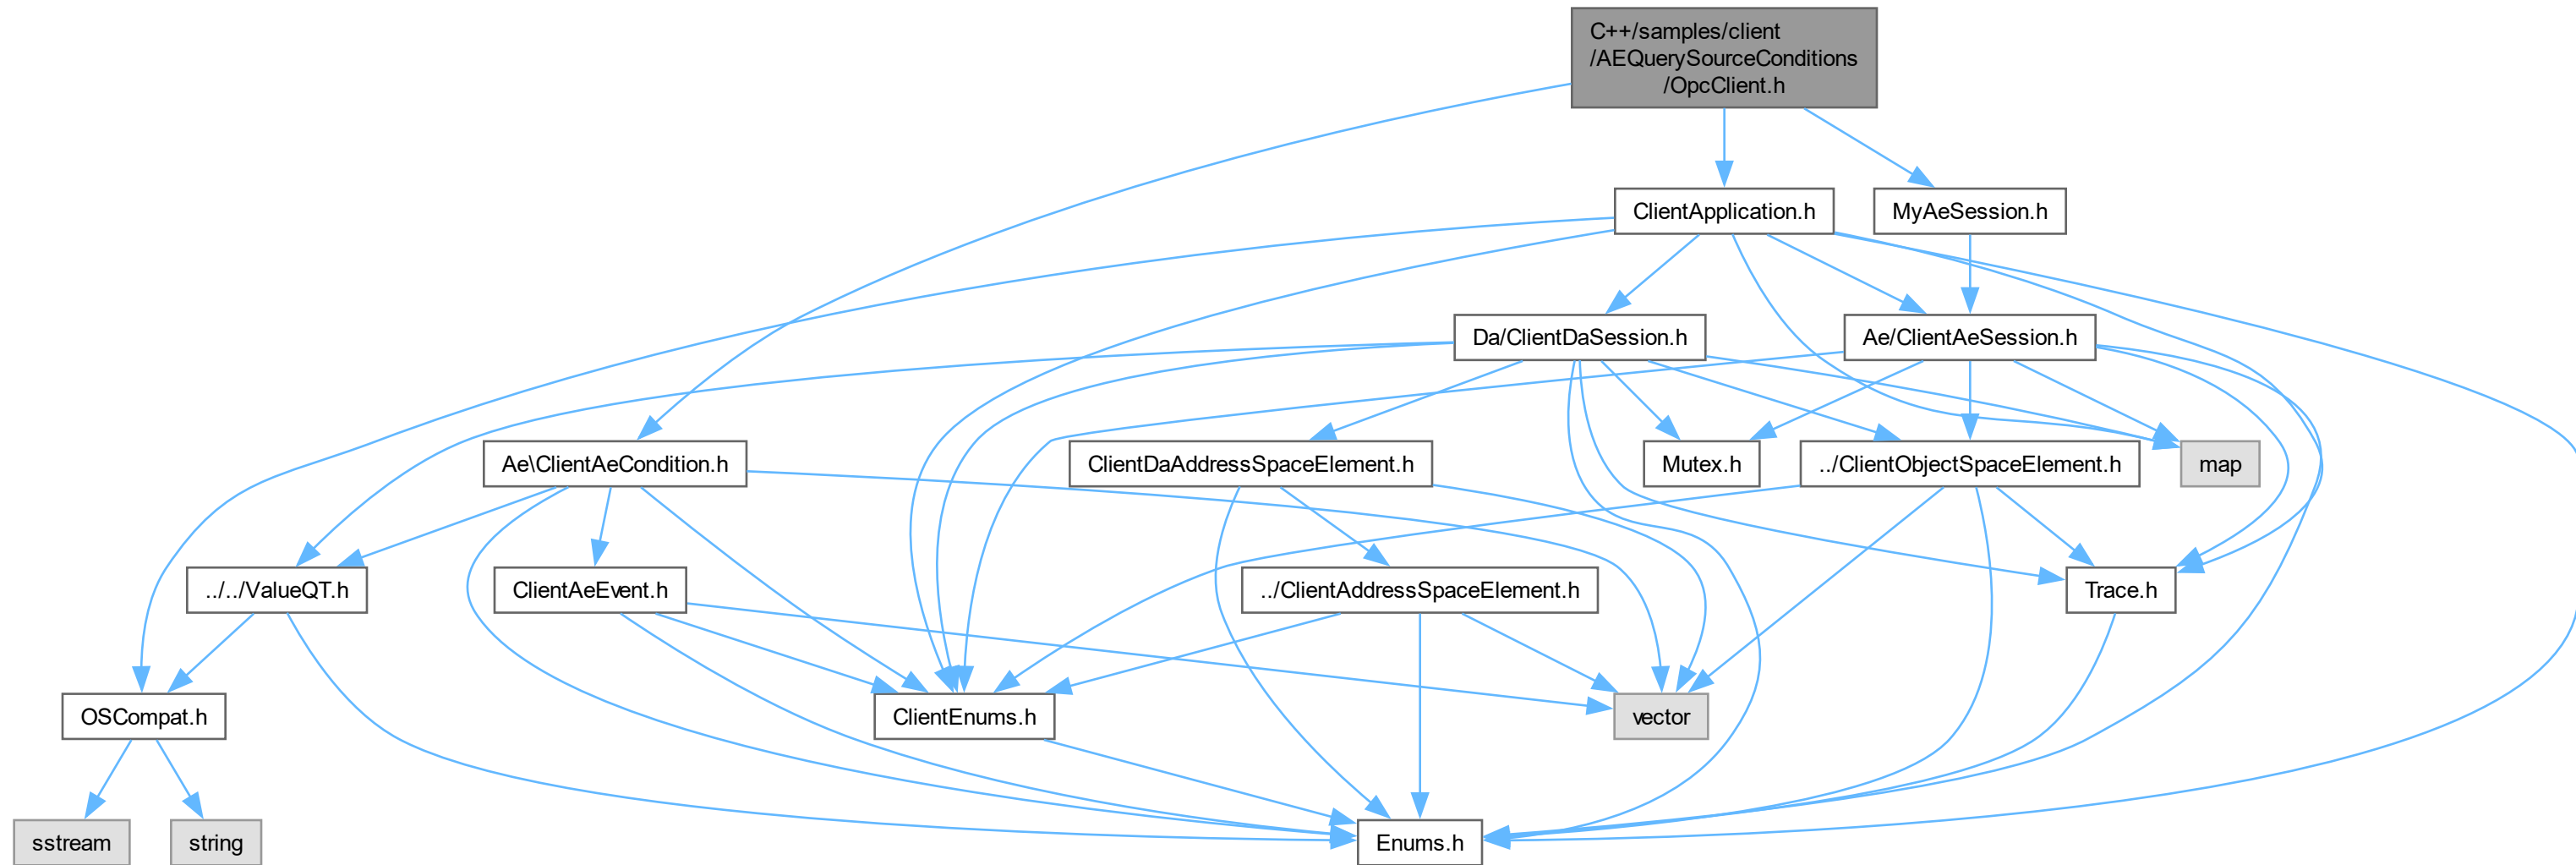 C++/samples/client
/AEQuerySourceConditions
/OpcClient.h
ClientApplication.h
MyAeSession.h
Da/ClientDaSession.h
Ae/ClientAeSession.h
Ae\ClientAeCondition.h
ClientDaAddressSpaceElement.h
Mutex.h
../ClientObjectSpaceElement.h
map
../../ValueQT.h
ClientAeEvent.h
../ClientAddressSpaceElement.h
Trace.h
OSCompat.h
ClientEnums.h
vector
sstream
string
Enums.h